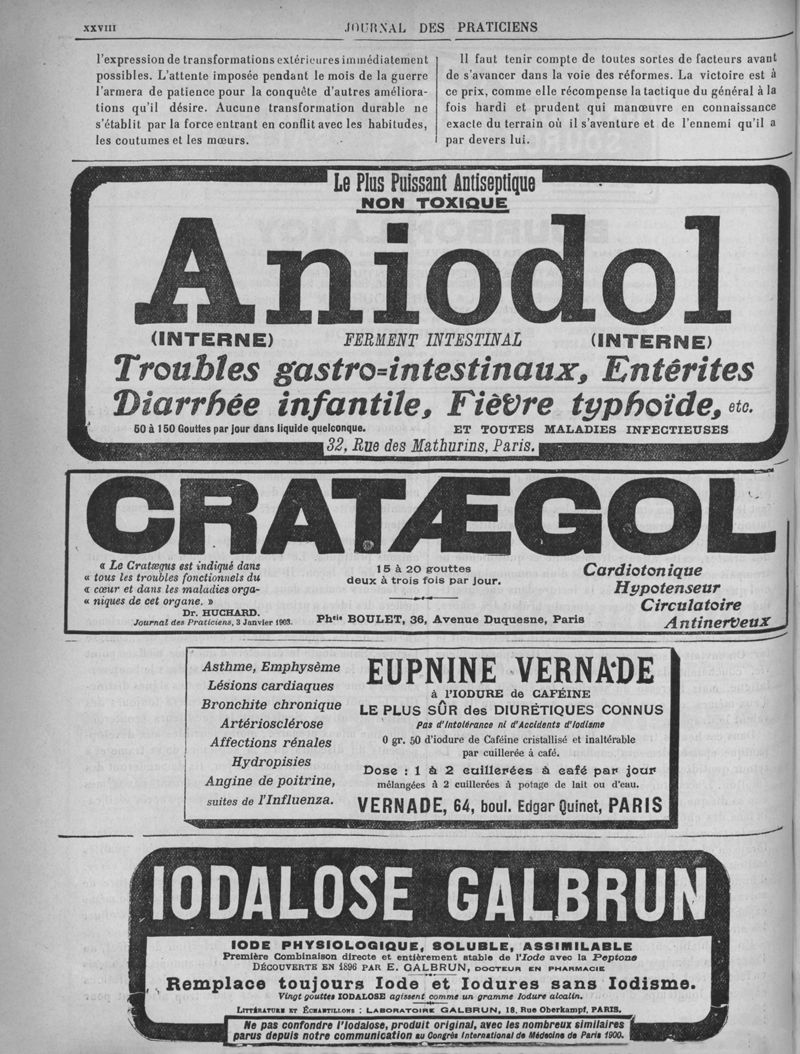 XXVIII
JOURNAL DES PRATICIENS
l'expression de transformations extérieures immédiatement
possibles. L'attente imposée pendant le mois de la guerre
l'armera de patience pour la conquête d'autres améliora-
tions qu'il désire. Aucune transformation durable ne
s'établit par la force entrant en conflit avec les habitudes,
les coutumes et les mœurs.
Il faut tenir compte de toutes sortes de facteurs avant
de s'avancer dans la voie des réformes. La victoire est à
ce prix, comme elle récompense la tactique du général à la
fois hardi et prudent qui manœuvre en connaissance
exacte du terrain où il s'aventure et de l'ennemi qu'il a
par devers lui.
Le Plus Puissant Antiseptique
NON TOXIQUE
Aniodol
(INTERNE) FERMENT INTESTINAL (INTERNE)
Troubles gastro-intestinaux, Entérites
Diarrhée infantile, Fièvre typhoïde, etc.
50 à 150 Gouttes par jour dans liquide quelconque. ET TOUTES MALADIES INFECTIEUSES
32, Rue des Mathurins, Paris.
CRATÆGOL
« Le Cratægus est indiqué dans
« tous les troubles fonctionnels du
« cœur et dans les maladies orga-
« niques de cet organe. »
Dr. HUCHARD.
Journal des Praticiens, 3 Janvier 1903.
15 à 20 gouttes
deux à trois fois par jour.
Phcie BOULET, 36, Avenue Duquesne, Paris
Cardiotonique
Hypotenseur
Circulatoire
Antinerveux
Asthme, Emphysème
Lésions cardiaques
Bronchite chronique
Artériosclérose
Affections rénales
Hydropisies
Angine de poitrine,
suites de l'Influenza.
EUPNINE VERNADE
à l'IODURE de CAFÉINE
LE PLUS SÛR des DIURÉTIQUES CONNUS
Pas d'Intolérance ni d'Accidents d'Iodisme
0 gr. 50 d'iodure de Caféine cristallisé et inaltérable
par cuillerée à café.
Dose : 1 à 2 cuillerées à café par jour
mélangées à 2 cuillerées à potage de lait ou d'eau.
VERNADE, 64, boul. Edgar Quinet, PARIS
IODALOSE GALBRUN
IODE PHYSIOLOGIQUE, SOLUBLE, ASSIMILABLE
Première Combinaison directe et entièrement stable de l'Iode avec la Peptone
DÉCOUVERTE EN 1896 PAR E. GALBRUN, DOCTEUR EN PHARMACIE
Remplace toujours Iode et Iodures sans Iodisme.
Vingt gouttes IODALOSE agissent comme un gramme Iodure alcalin.
LITTÉRATURE ET ÉCHANTILLONS : LABORATOIRE GALBRUN, 18, Rue Oberkampf, PARIS.
Ne pas confondre l'Iodalose, produit original, avec les nombreux similaires
parus depuis notre communication au Congrès International de Médecine de Paris 1900.